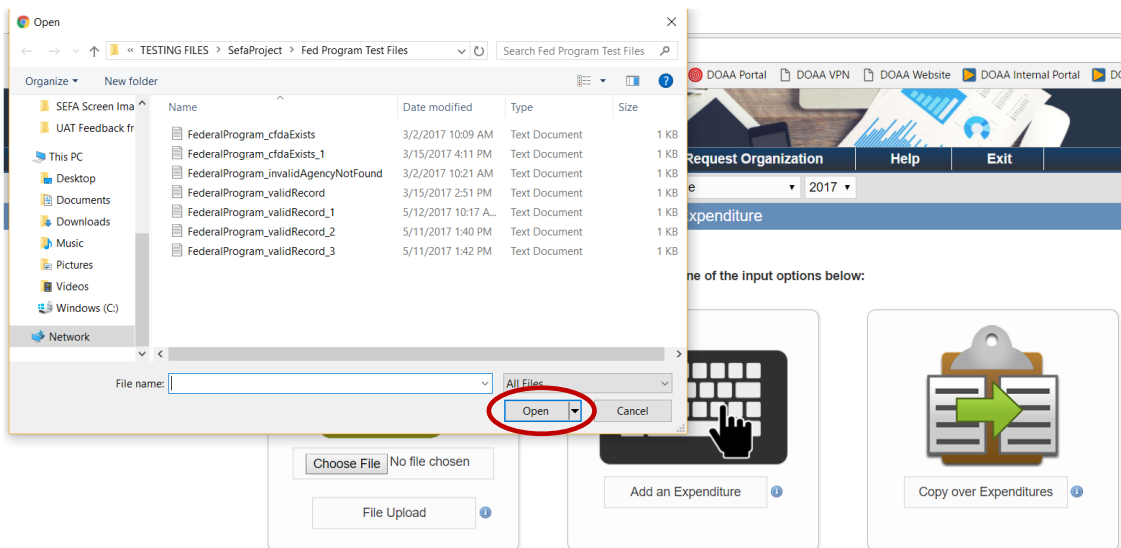 Open
« TESTING FILES > SefaProject > Fed Program Test Files
Search Fed Program Test Files
Organize
New folder
SEFA Screen Ima
UAT Feedback fr
This PC
Desktop
Documents
Downloads
Music
Pictures
Videos
Windows (C:)
Network
Name Date modified Type Size
FederalProgram_cfdaExists 3/2/2017 10:09 AM Text Document 1 KB
FederalProgram_cfdaExists_1 3/15/2017 4:11 PM Text Document 1 KB
FederalProgram_invalidAgencyNotFound 3/2/2017 10:21 AM Text Document 1 KB
FederalProgram_validRecord 3/15/2017 2:51 PM Text Document 1 KB
FederalProgram_validRecord_1 5/12/2017 10:17 A... Text Document 1 KB
FederalProgram_validRecord_2 5/11/2017 1:40 PM Text Document 1 KB
FederalProgram_validRecord_3 5/11/2017 1:42 PM Text Document 1 KB
File name:
All Files
Open
Cancel
DOAA Portal DOAA VPN DOAA Website DOAA Internal Portal DO
Request Organization Help Exit
e 2017
xpenditure
ne of the input options below:
Choose File No file chosen
File Upload
Add an Expenditure
Copy over Expenditures